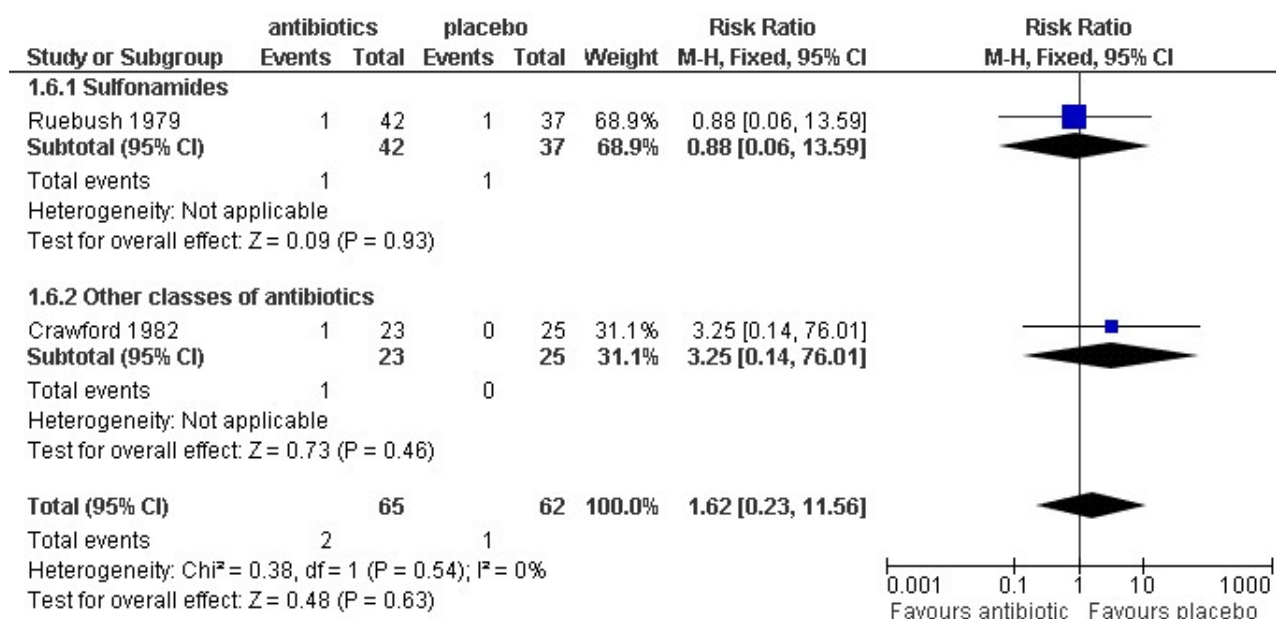 antibiotics placebo Risk Ratio Risk Ratio
Study or Subgroup Events Total Events Total Weight M-H, Fixed, 95% CI M-H, Fixed, 95% CI
1.6.1 Sulfonamides
Ruebush 1979 1 42 1 37 68.9% 0.88 [0.06, 13.59]
Subtotal (95% CI) 42 37 68.9% 0.88 [0.06, 13.59]
Total events 1 1
Heterogeneity: Not applicable
Test for overall effect: Z = 0.09 (P = 0.93)
1.6.2 Other classes of antibiotics
Crawford 1982 1 23 0 25 31.1% 3.25 [0.14, 76.01]
Subtotal (95% CI) 23 25 31.1% 3.25 [0.14, 76.01]
Total events 1 0
Heterogeneity: Not applicable
Test for overall effect: Z = 0.73 (P = 0.46)
Total (95% CI) 65 62 100.0% 1.62 [0.23, 11.56]
Total events 2 1
Heterogeneity: Chi² = 0.38, df = 1 (P = 0.54); I² = 0%
Test for overall effect: Z = 0.48 (P = 0.63)
0.001 0.1 1 10 1000
Favours antibiotic Favours placebo